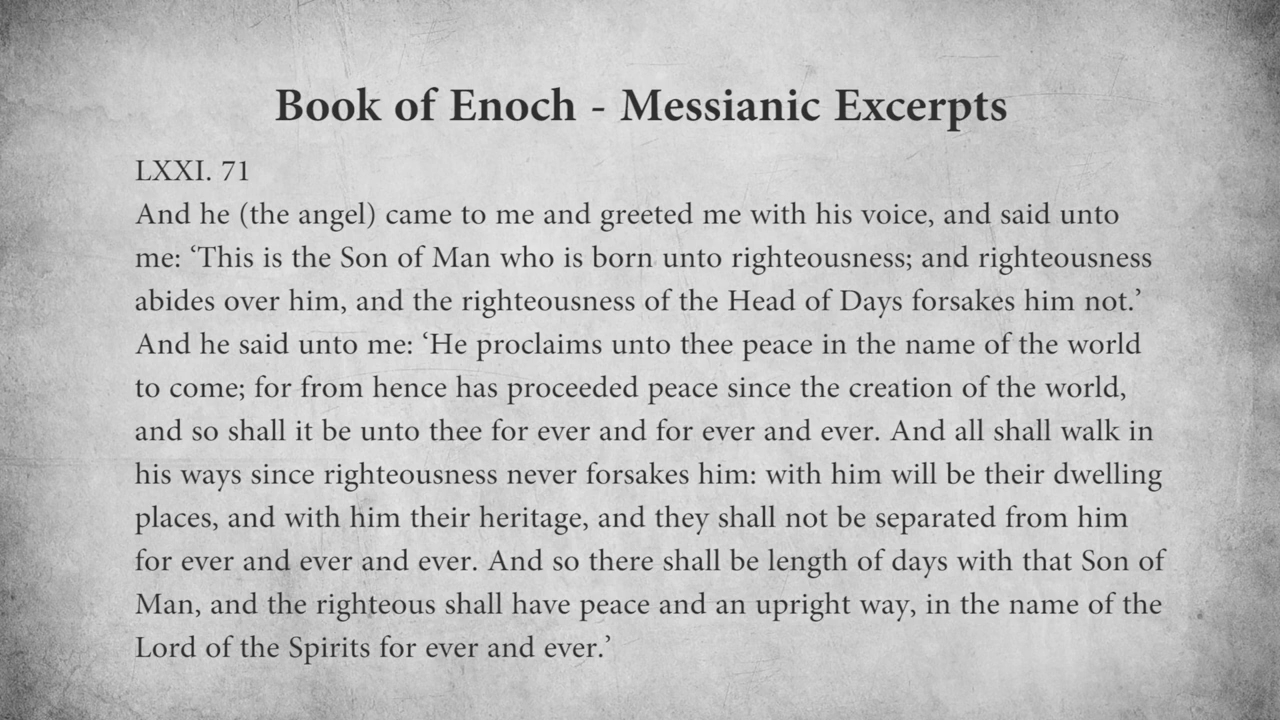 Book of Enoch - Messianic Excerpts
LXXI. 71
And he (the angel) came to me and greeted me with his voice, and said unto
me: ‘This is the Son of Man who is born unto righteousness; and righteousness
abides over him, and the righteousness of the Head of Days forsakes him not.’
And he said unto me: ‘He proclaims unto thee peace in the name of the world
to come; for from hence has proceeded peace since the creation of the world,
and so shall it be unto thee for ever and for ever and ever. And all shall walk in
his ways since righteousness never forsakes him: with him will be their dwelling
places, and with him their heritage, and they shall not be separated from him
for ever and ever and ever. And so there shall be length of days with that Son of
Man, and the righteous shall have peace and an upright way, in the name of the
Lord of the Spirits for ever and ever.’